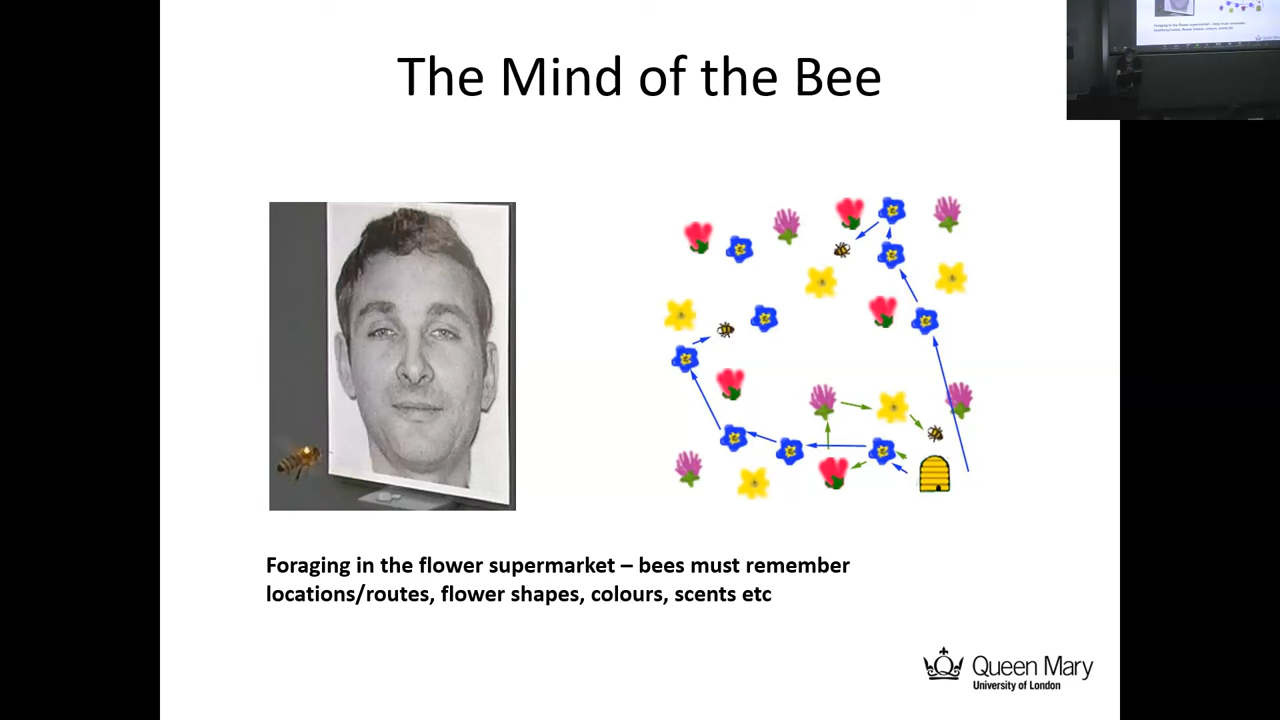 The Mind of the Bee
Foraging in the flower supermarket – bees must remember
locations/routes, flower shapes, colours, scents etc
Queen Mary
University of London